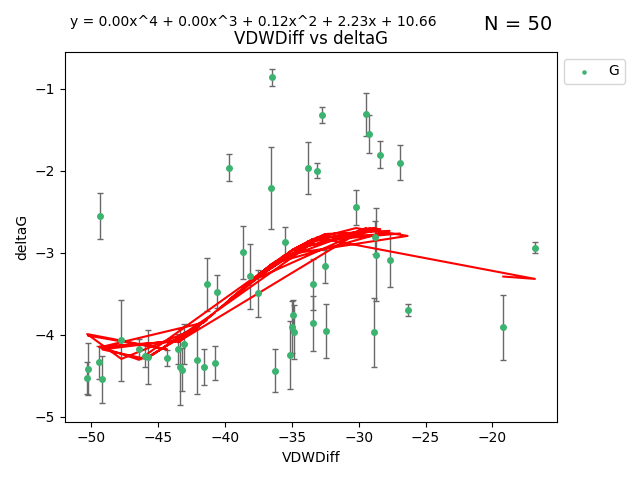 y = 0.00x^4 + 0.00x^3 + 0.12x^2 + 2.23x + 10.66
N = 50
VDWDiff vs deltaG
G
−1
−2
−3
−4
−5
deltaG
−50 −45 −40 −35 −30 −25 −20
VDWDiff